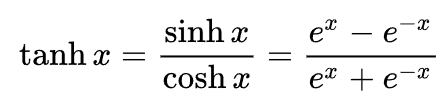 tanh x = sinh x / cosh x = (e^x − e^{−x}) / (e^x + e^{−x})